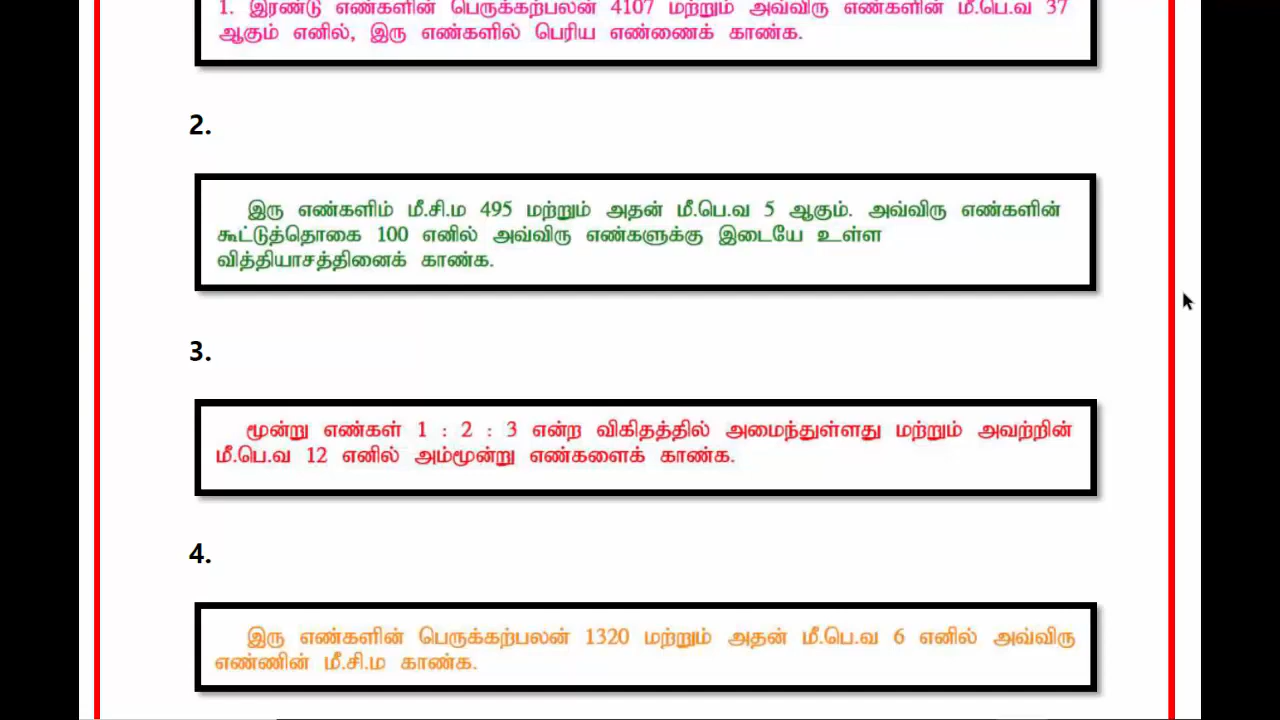 1. இரண்டு எண்களின் பெருக்கற்பலன் 4107 மற்றும் அவ்விரு எண்களின் மீ.பெ.வ 37
ஆகும் எனில், இரு எண்களில் பெரிய எண்ணைக் காண்க.
2.
இரு எண்களிம் மீ.சி.ம 495 மற்றும் அதன் மீ.பெ.வ 5 ஆகும். அவ்விரு எண்களின்
கூட்டுத்தொகை 100 எனில் அவ்விரு எண்களுக்கு இடையே உள்ள
வித்தியாசத்தினைக் காண்க.
3.
மூன்று எண்கள் 1 : 2 : 3 என்ற விகிதத்தில் அமைந்துள்ளது மற்றும் அவற்றின்
மீ.பெ.வ 12 எனில் அம்மூன்று எண்களைக் காண்க.
4.
இரு எண்களின் பெருக்கற்பலன் 1320 மற்றும் அதன் மீ.பெ.வ 6 எனில் அவ்விரு
எண்ணின் மீ.சி.ம காண்க.